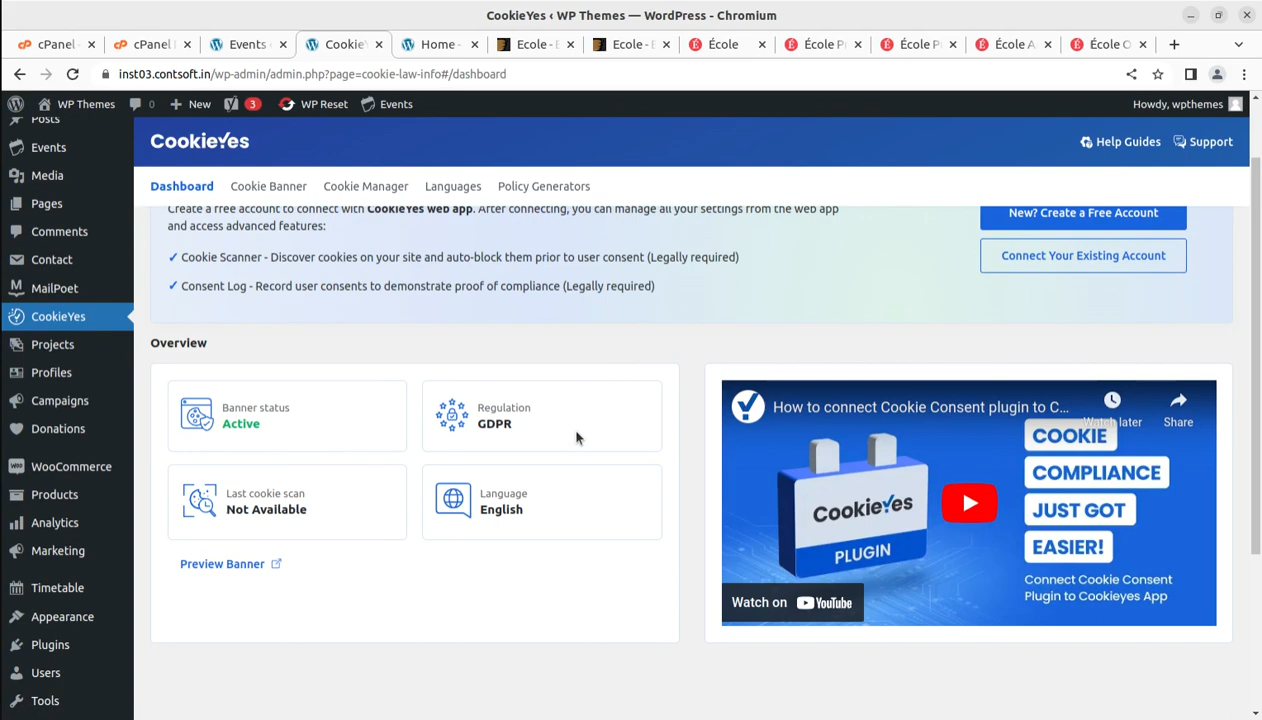 CookieYes ‹ WP Themes — WordPress - Chromium
cPanel -
cPanel
Events
Cookie
Home -
Ecole - E
Ecole - E
École
École P
École P
École A
École O
inst03.contsoft.in/wp-admin/admin.php?page=cookie-law-info#/dashboard
WP Themes
0
New
3
WP Reset
Events
Howdy, wpthemes
Posts
Events
Media
Pages
Comments
Contact
MailPoet
CookieYes
Projects
Profiles
Campaigns
Donations
WooCommerce
Products
Analytics
Marketing
Timetable
Appearance
Plugins
Users
Tools
CookieYes
Help Guides
Support
Dashboard
Cookie Banner
Cookie Manager
Languages
Policy Generators
Create a free account to connect with CookieYes web app. After connecting, you can manage all your settings from the web app
and access advanced features:
✓ Cookie Scanner - Discover cookies on your site and auto-block them prior to user consent (Legally required)
✓ Consent Log - Record user consents to demonstrate proof of compliance (Legally required)
New? Create a Free Account
Connect Your Existing Account
Overview
Banner status
Active
Regulation
GDPR
Last cookie scan
Not Available
Language
English
Preview Banner
How to connect Cookie Consent plugin to C...
Watch later
Share
CookieYes
PLUGIN
COOKIE
COMPLIANCE
JUST GOT
EASIER!
Connect Cookie Consent
Plugin to Cookieyes App
Watch on YouTube